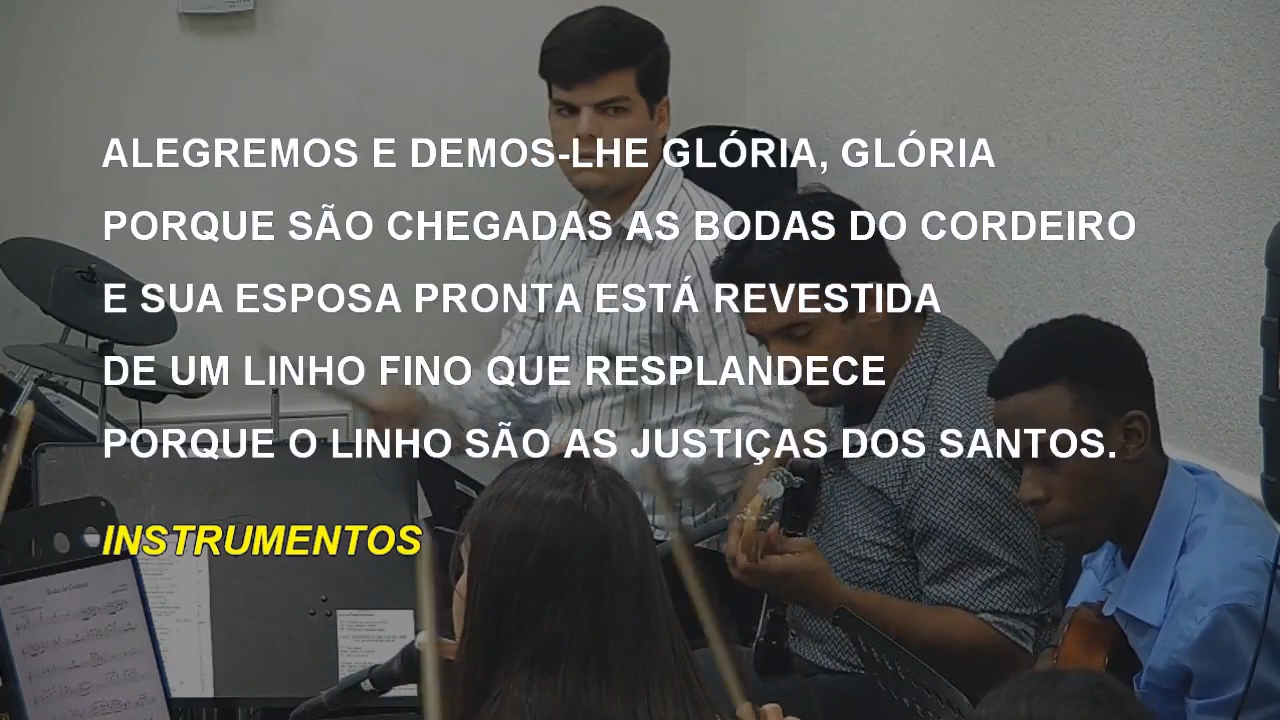 ALEGREMOS E DEMOS-LHE GLÓRIA, GLÓRIA
PORQUE SÃO CHEGADAS AS BODAS DO CORDEIRO
E SUA ESPOSA PRONTA ESTÁ REVESTIDA
DE UM LINHO FINO QUE RESPLANDECE
PORQUE O LINHO SÃO AS JUSTIÇAS DOS SANTOS.
INSTRUMENTOS